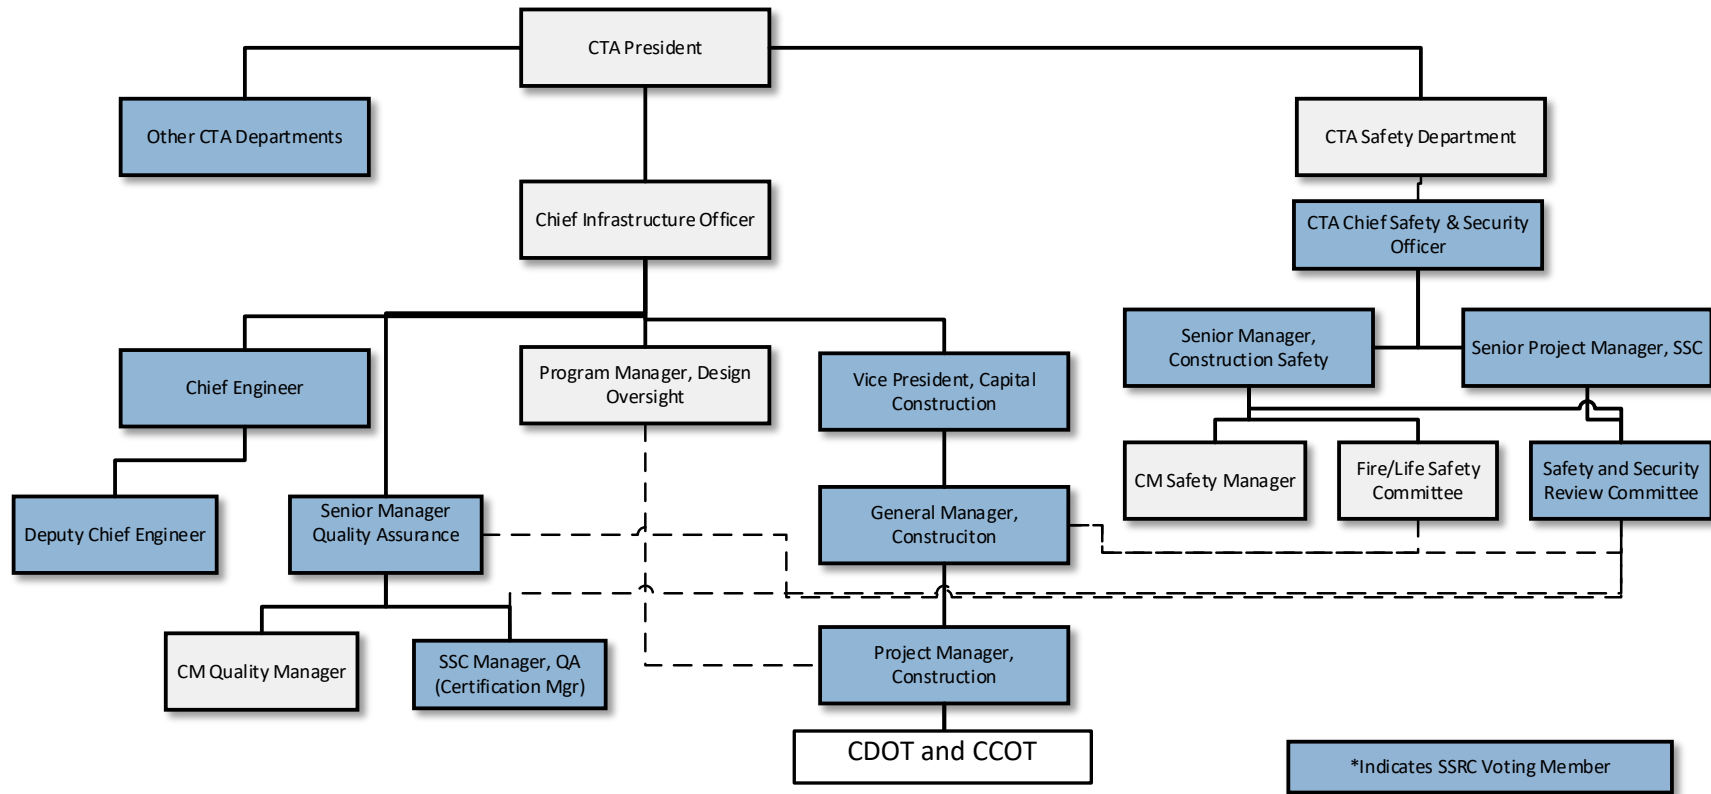 CTA President
Other CTA Departments
CTA Safety Department
Chief Infrastructure Officer
CTA Chief Safety & Security
Officer
Chief Engineer
Program Manager, Design
Oversight
Vice President, Capital
Construction
Senior Manager,
Construction Safety
Senior Project Manager, SSC
Deputy Chief Engineer
Senior Manager
Quality Assurance
General Manager,
Construciton
CM Safety Manager
Fire/Life Safety
Committee
Safety and Security
Review Committee
CM Quality Manager
SSC Manager, QA
(Certification Mgr)
Project Manager,
Construction
CDOT and CCOT
*Indicates SSRC Voting Member